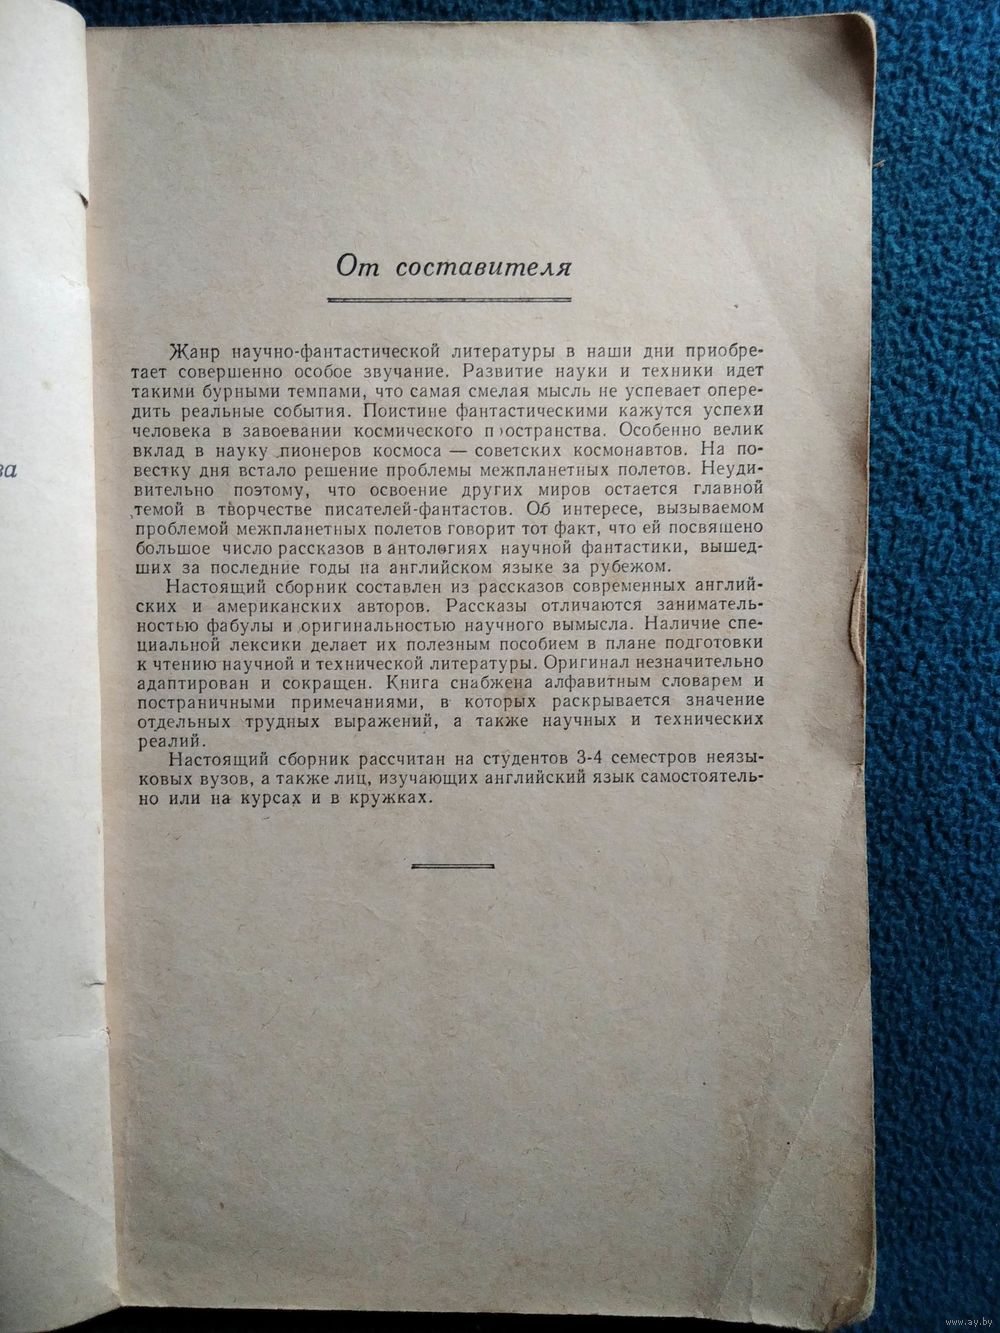 От составителя
Жанр научно-фантастической литературы в наши дни приобре-
тает совершенно особое звучание. Развитие науки и техники идет
такими бурными темпами, что самая смелая мысль не успевает опере-
дить реальные события. Поистине фантастическими кажутся успехи
человека в завоевании космического пространства. Особенно велик
вклад в науку пионеров космоса — советских космонавтов. На по-
вестку дня встало решение проблемы межпланетных полетов. Неуди-
вительно поэтому, что освоение других миров остается главной
темой в творчестве писателей-фантастов. Об интересе, вызываемом
проблемой межпланетных полетов говорит тот факт, что ей посвящено
большое число рассказов в антологиях научной фантастики, вышед-
ших за последние годы на английском языке за рубежом.
Настоящий сборник составлен из рассказов современных англий-
ских и американских авторов. Рассказы отличаются заниматель-
ностью фабулы и оригинальностью научного вымысла. Наличие спе-
циальной лексики делает их полезным пособием в плане подготовки
к чтению научной и технической литературы. Оригинал незначительно
адаптирован и сокращен. Книга снабжена алфавитным словарем и
постраничными примечаниями, в которых раскрывается значение
отдельных трудных выражений, а также научных и технических
реалий.
Настоящий сборник рассчитан на студентов 3-4 семестров неязы-
ковых вузов, а также лиц, изучающих английский язык самостоятель-
но или на курсах и в кружках.
ва
www.ay.by